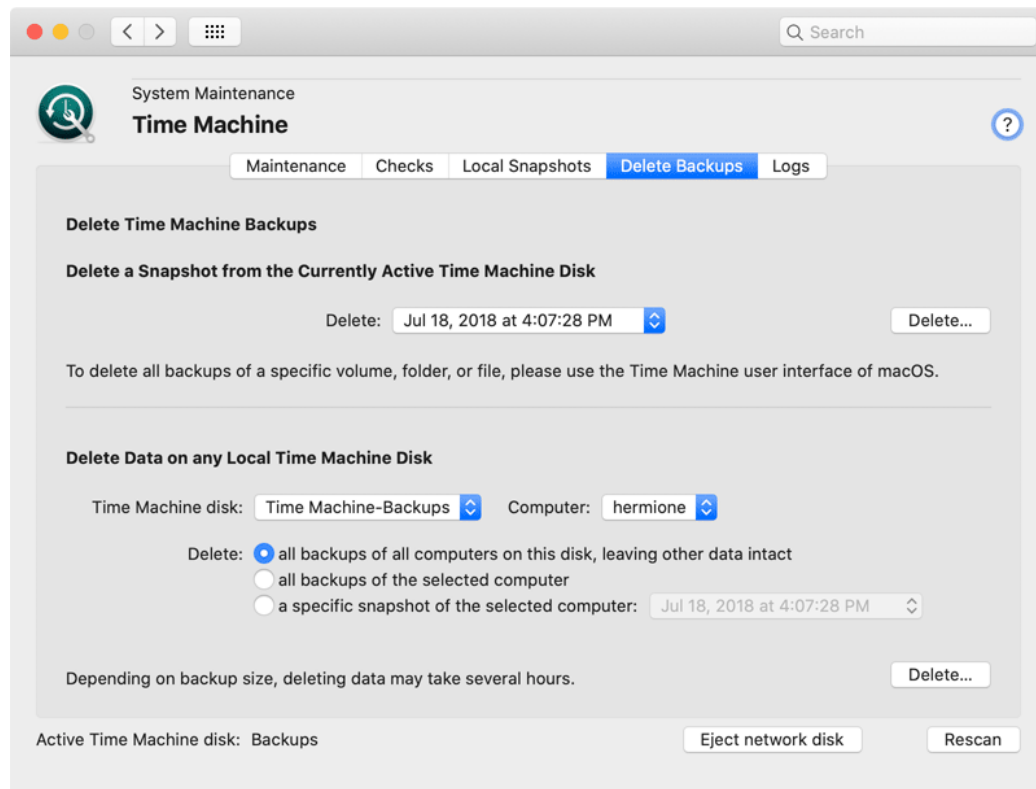 Search
System Maintenance
Time Machine
?
Maintenance Checks Local Snapshots Delete Backups Logs
Delete Time Machine Backups
Delete a Snapshot from the Currently Active Time Machine Disk
Delete: Jul 18, 2018 at 4:07:28 PM Delete...
To delete all backups of a specific volume, folder, or file, please use the Time Machine user interface of macOS.
Delete Data on any Local Time Machine Disk
Time Machine disk: Time Machine-Backups Computer: hermione
Delete: all backups of all computers on this disk, leaving other data intact
all backups of the selected computer
a specific snapshot of the selected computer: Jul 18, 2018 at 4:07:28 PM
Depending on backup size, deleting data may take several hours. Delete...
Active Time Machine disk: Backups Eject network disk Rescan